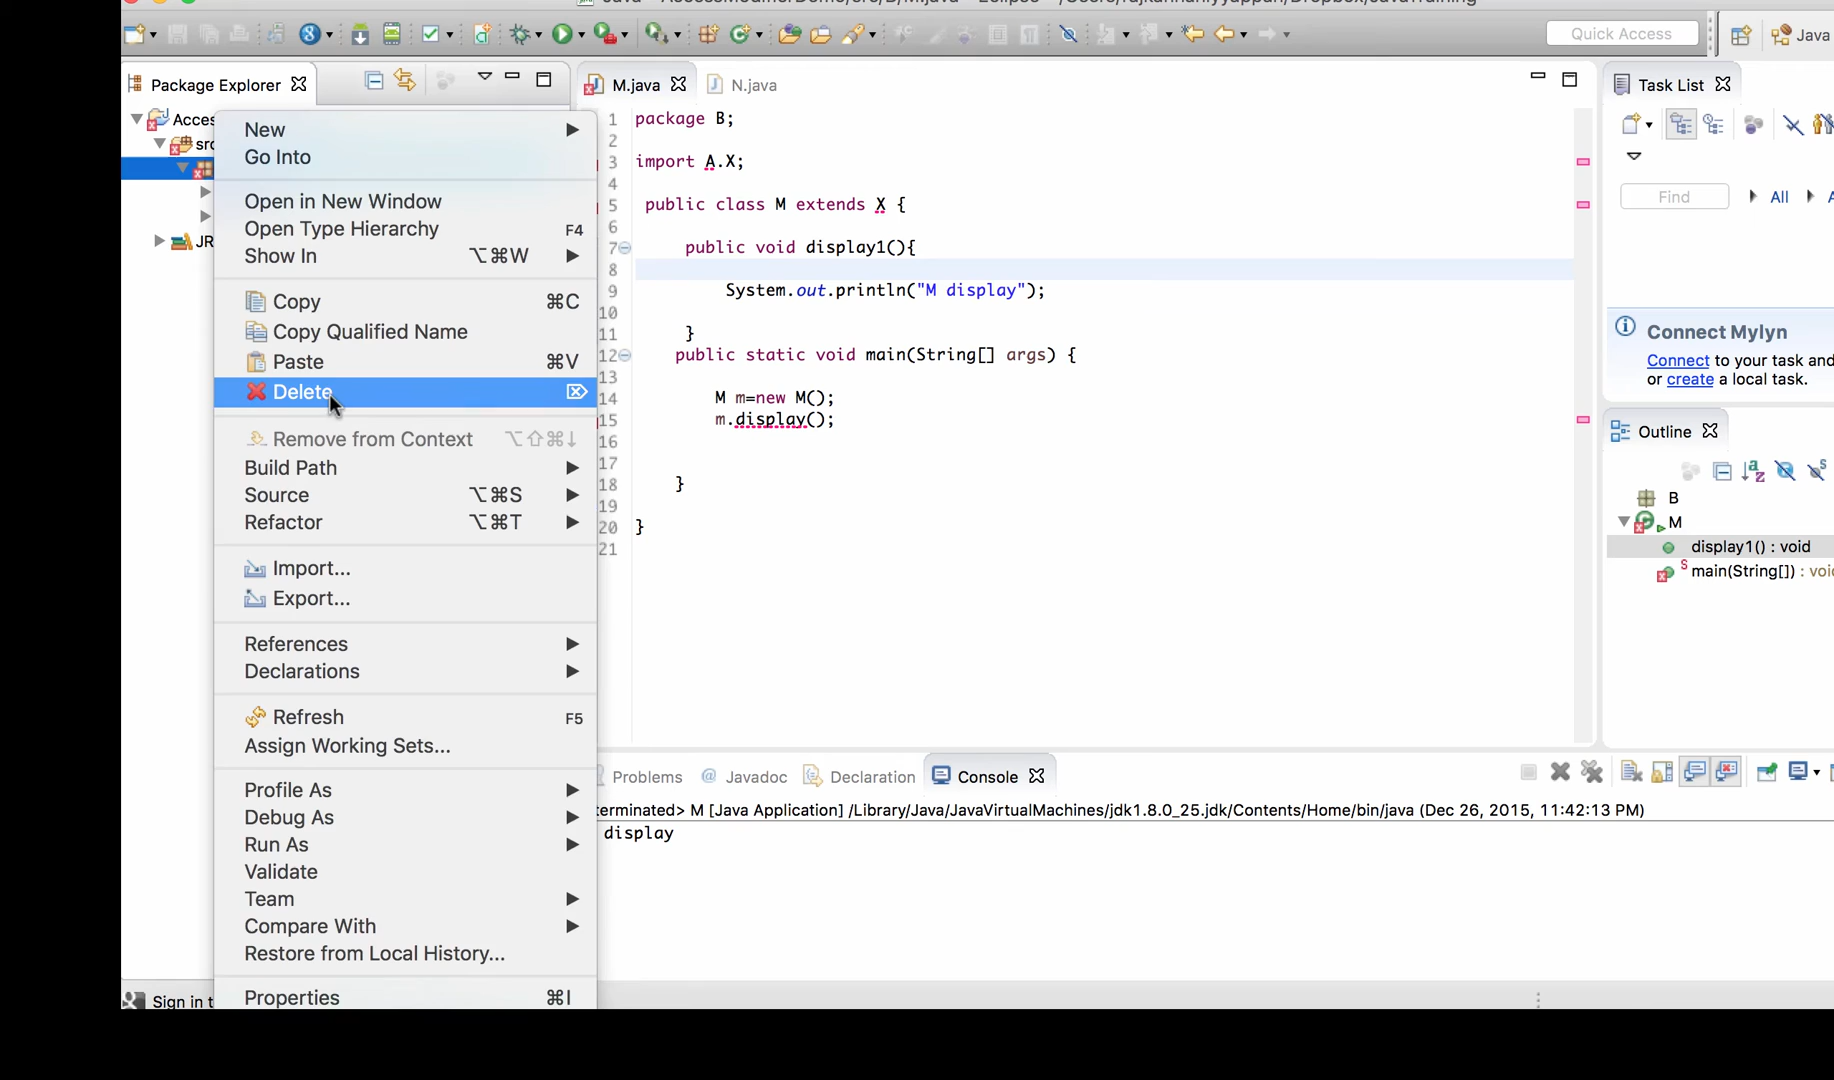 Quick Access
Java
Package Explorer
M.java
N.java
Task List
Acces
src
JR
New
Go Into
Open in New Window
Open Type Hierarchy F4
Show In ⌥⌘W
Copy ⌘C
Copy Qualified Name
Paste ⌘V
Delete ⌦
Remove from Context ⌥⇧⌘↓
Build Path
Source ⌥⌘S
Refactor ⌥⌘T
Import...
Export...
References
Declarations
Refresh F5
Assign Working Sets...
Profile As
Debug As
Run As
Validate
Team
Compare With
Restore from Local History...
Properties ⌘I
Sign in t
1 package B;
2
3 import A.X;
4
5 public class M extends X {
6
7 public void display1(){
8
9 System.out.println("M display");
10
11 }
12 public static void main(String[] args) {
13
14 M m=new M();
15 m.display();
16
17
18 }
19
20 }
21
Find
All
Connect Mylyn
Connect to your task and
or create a local task.
Outline
B
M
display1() : void
main(String[]) : voi
Problems
@ Javadoc
Declaration
Console
terminated> M [Java Application] /Library/Java/JavaVirtualMachines/jdk1.8.0_25.jdk/Contents/Home/bin/java (Dec 26, 2015, 11:42:13 PM)
display